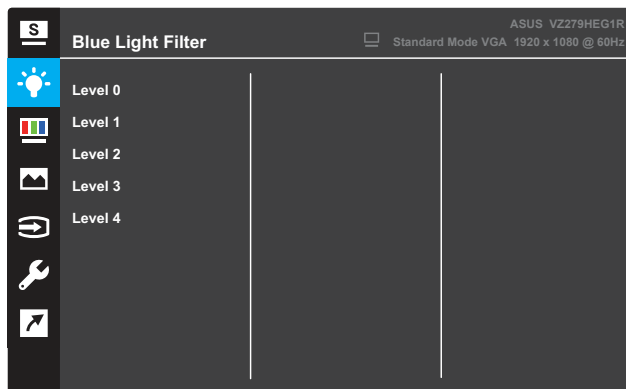 S
ASUS VZ279HEG1R
Blue Light Filter
Standard Mode VGA 1920 x 1080 @ 60Hz
Level 0
Level 1
Level 2
Level 3
Level 4